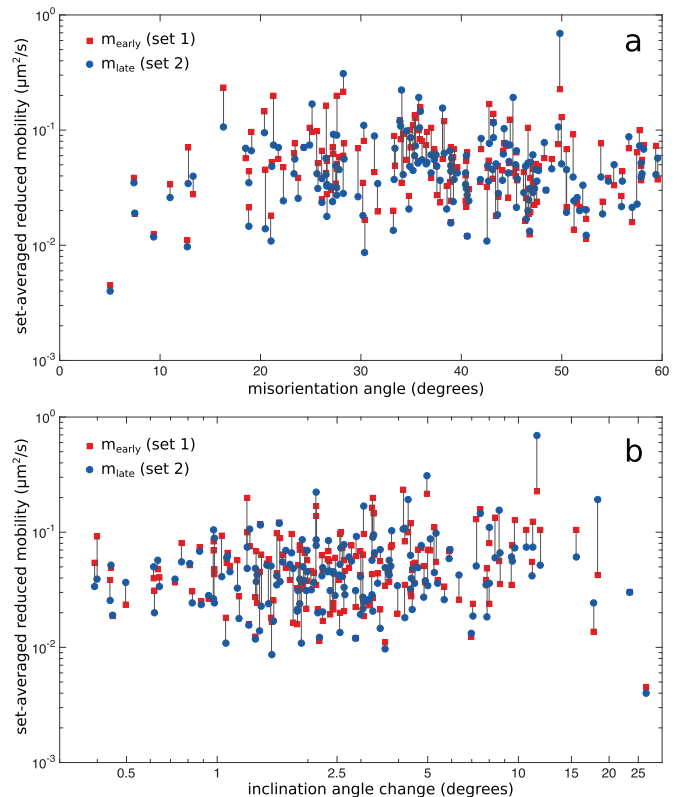 10⁰
10⁻¹
10⁻²
10⁻³
set-averaged reduced mobility (μm²/s)
m_early (set 1)
m_late (set 2)
a
0 10 20 30 40 50 60
misorientation angle (degrees)
10⁰
10⁻¹
10⁻²
10⁻³
set-averaged reduced mobility (μm²/s)
m_early (set 1)
m_late (set 2)
b
0.5 1 2.5 5 10 15 20 25
inclination angle change (degrees)